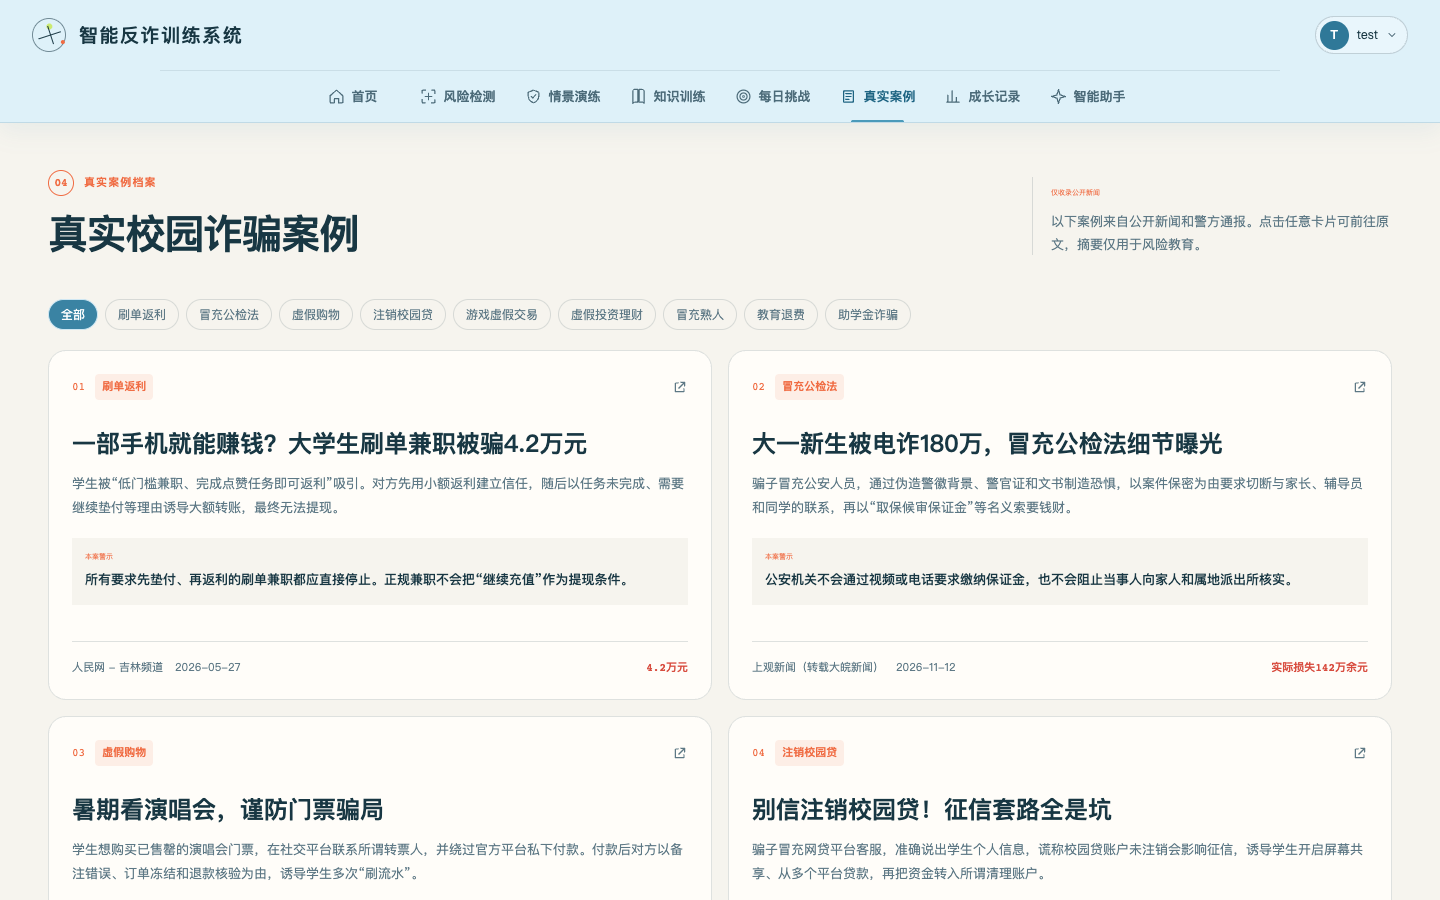 智能反诈训练系统
T test
首页 风险检测 情景演练 知识训练 每日挑战 真实案例 成长记录 智能助手
04 真实案例档案
真实校园诈骗案例
仅收录公开新闻
以下案例来自公开新闻和警方通报。点击任意卡片可前往原
文，摘要仅用于风险教育。
全部 刷单返利 冒充公检法 虚假购物 注销校园贷 游戏虚假交易 虚假投资理财 冒充熟人 教育退费 助学金诈骗
01 刷单返利
一部手机就能赚钱？大学生刷单兼职被骗4.2万元
学生被“低门槛兼职、完成点赞任务即可返利”吸引。对方先用小额返利建立信任，随后以任务未完成、需要
继续垫付等理由诱导大额转账，最终无法提现。
本案警示
所有要求先垫付、再返利的刷单兼职都应直接停止。正规兼职不会把“继续充值”作为提现条件。
人民网 – 吉林频道 2026-05-27 4.2万元
02 冒充公检法
大一新生被电诈180万，冒充公检法细节曝光
骗子冒充公安人员，通过伪造警徽背景、警官证和文书制造恐惧，以案件保密为由要求切断与家长、辅导员
和同学的联系，再以“取保候审保证金”等名义索要钱财。
本案警示
公安机关不会通过视频或电话要求缴纳保证金，也不会阻止当事人向家人和属地派出所核实。
上观新闻（转载大皖新闻） 2026-11-12 实际损失142万余元
03 虚假购物
暑期看演唱会，谨防门票骗局
学生想购买已售罄的演唱会门票，在社交平台联系所谓转票人，并绕过官方平台私下付款。付款后对方以备
注错误、订单冻结和退款核验为由，诱导学生多次“刷流水”。
04 注销校园贷
别信注销校园贷！征信套路全是坑
骗子冒充网贷平台客服，准确说出学生个人信息，谎称校园贷账户未注销会影响征信，诱导学生开启屏幕共
享、从多个平台贷款，再把资金转入所谓清理账户。